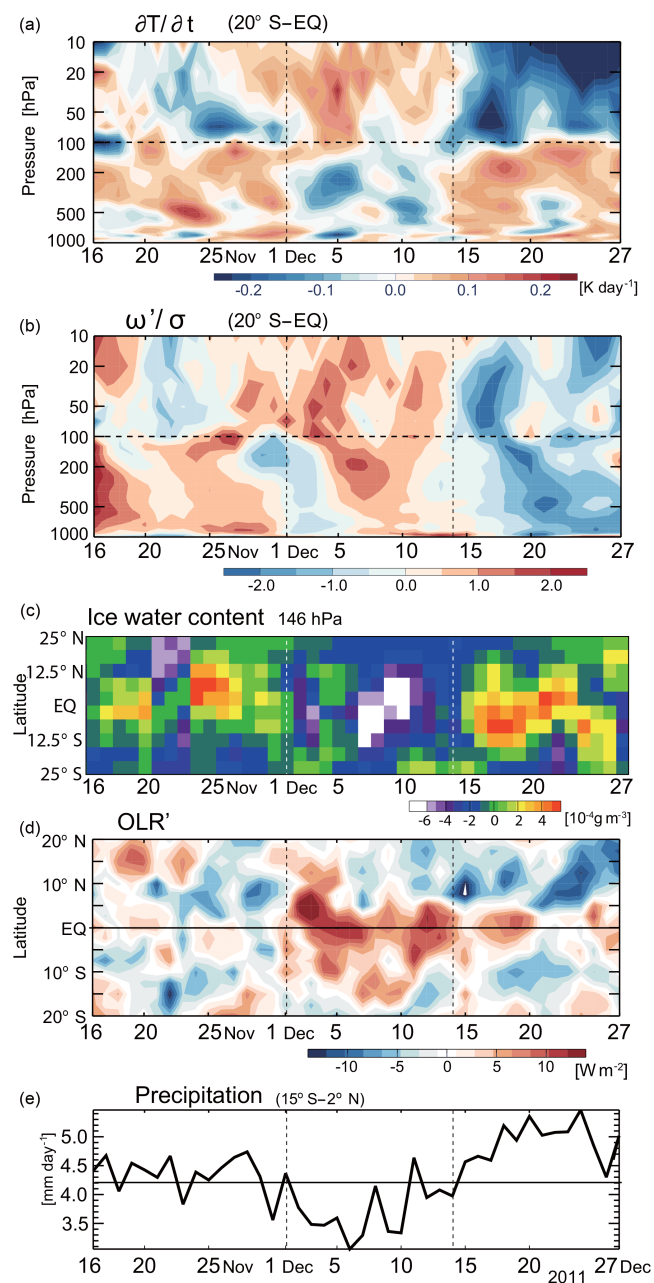 (a) ∂T/∂t (20° S–EQ)
10
20
50
100
200
500
1000
Pressure [hPa]
16 20 25 Nov 1 Dec 5 10 15 20 27
-0.2 -0.1 0.0 0.1 0.2 [K day-1]
(b) ω'/σ (20° S–EQ)
10
20
50
100
200
500
1000
Pressure [hPa]
16 20 25 Nov 1 Dec 5 10 15 20 27
-2.0 -1.0 0.0 1.0 2.0
(c) Ice water content 146 hPa
25° N
12.5° N
EQ
12.5° S
25° S
Latitude
16 20 25 Nov 1 Dec 5 10 15 20 27
-6 -4 -2 0 2 4 [10-4g m-3]
(d) OLR'
20° N
10° N
EQ
10° S
20° S
Latitude
16 20 25 Nov 1 Dec 5 10 15 20 27
-10 -5 0 5 10 [W m-2]
(e) Precipitation (15° S–2° N)
5.0
4.5
4.0
3.5
[mm day-1]
16 20 25 Nov 1 Dec 5 10 15 20 27 Dec
2011